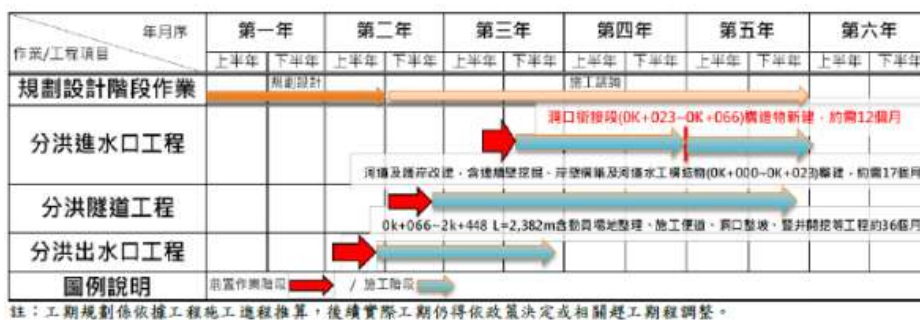 年月序 第一年 第二年 第三年 第四年 第五年 第六年
作業/工程項目 上半年 下半年 上半年 下半年 上半年 下半年 上半年 下半年 上半年 下半年 上半年 下半年
規劃設計階段作業 規劃設計 施工諮詢
洞口銜接段(0K+023~0K+066)構造物新建，約需12個月
分洪進水口工程
河道及護岸改建，含連續壁挖掘、岸壁構築及河道水工構造物(0K+000~0K+023)興建，約需17個月
分洪隧道工程
0k+066~2k+448 L=2,382m含動員場地整理、施工便道、洞口整坡、豎井開挖等工程約36個月
分洪出水口工程
圖例說明 前置作業階段 / 施工階段
註：工期規劃係依據工程施工進程推算，後續實際工期仍得依政策決定或相關趕工期程調整。